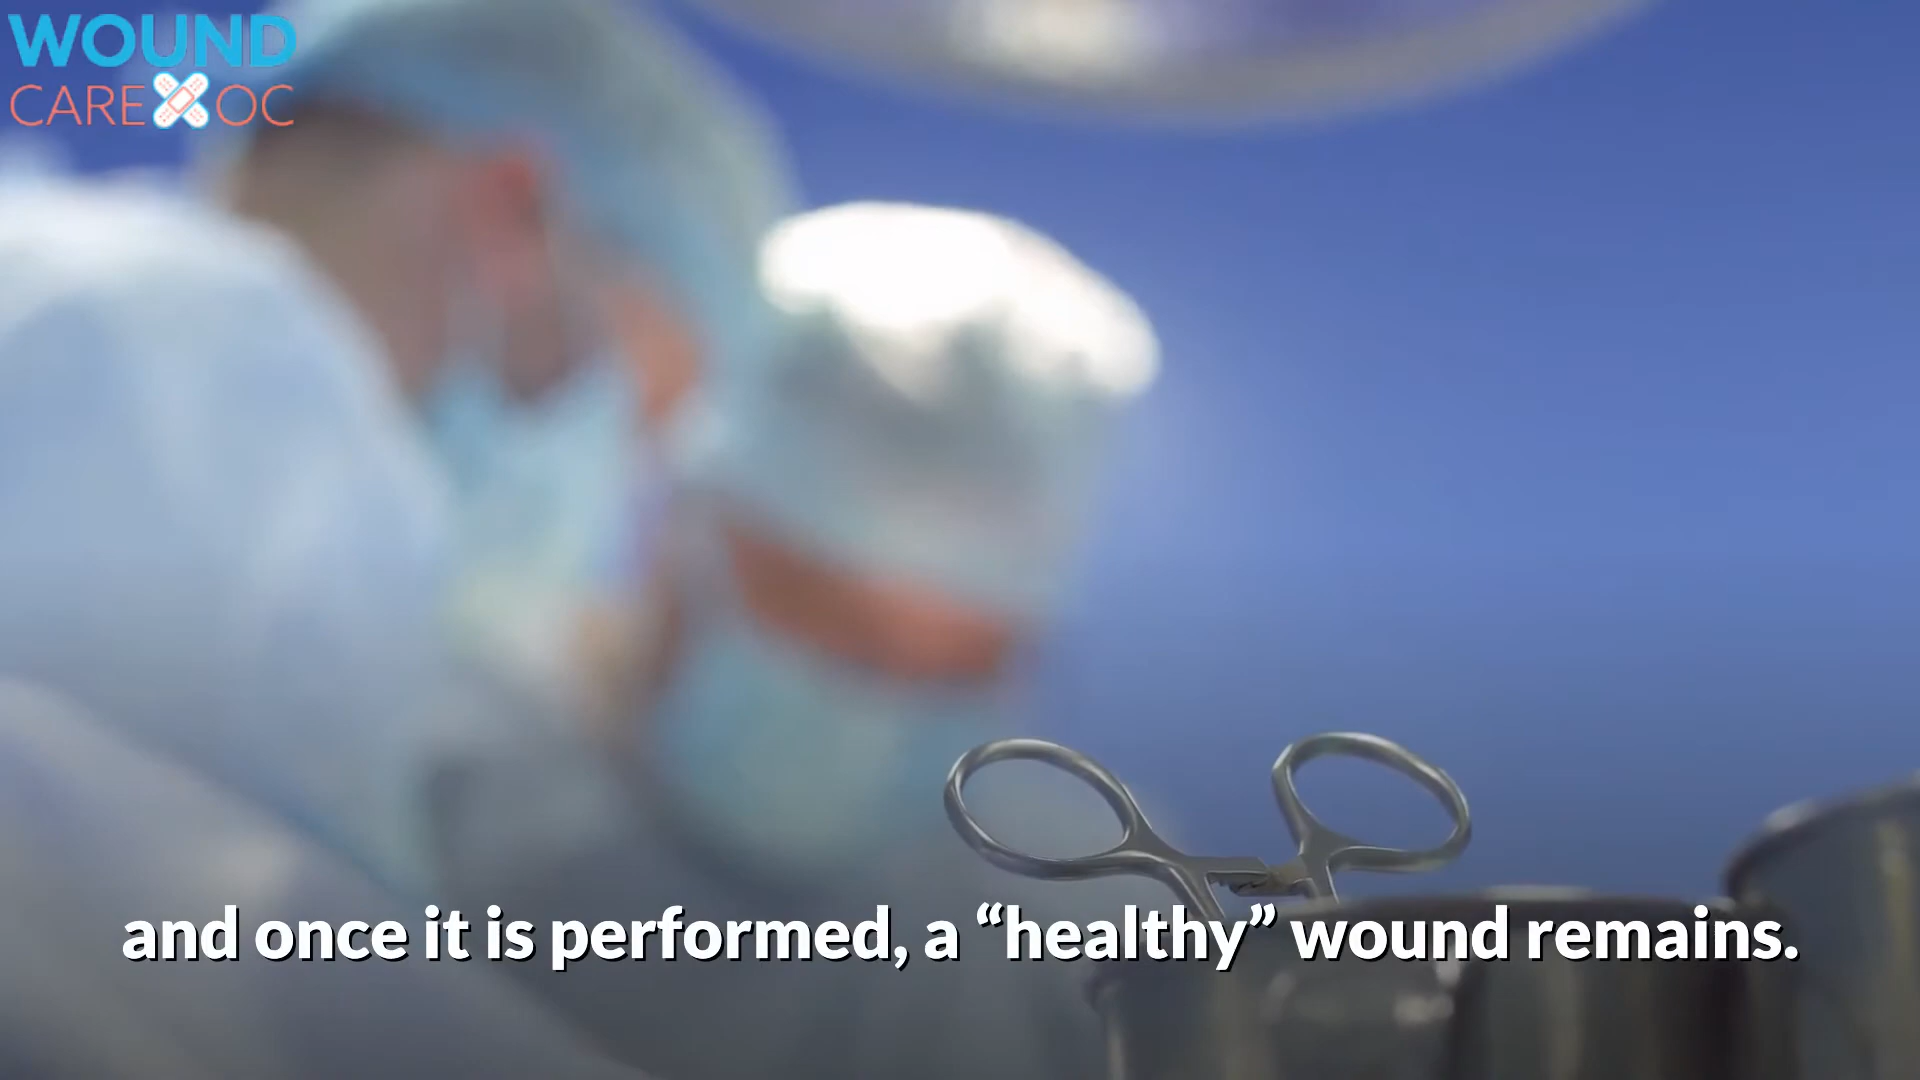 WOUND
CARE OC
and once it is performed, a “healthy” wound remains.